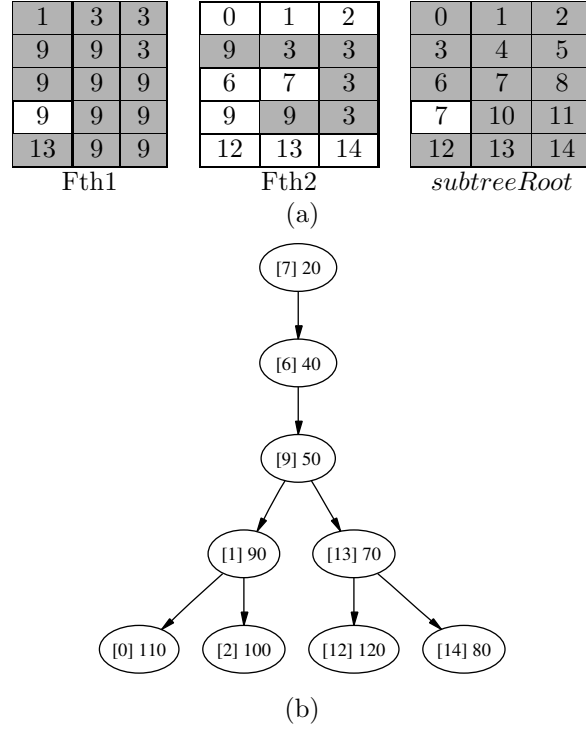 1 3 3 0 1 2 0 1 2
9 9 3 9 3 3 3 4 5
9 9 9 6 7 3 6 7 8
9 9 9 9 9 3 7 10 11
13 9 9 12 13 14 12 13 14
Fth1 Fth2 subtreeRoot
(a)
[7] 20
[6] 40
[9] 50
[1] 90 [13] 70
[0] 110 [2] 100 [12] 120 [14] 80
(b)